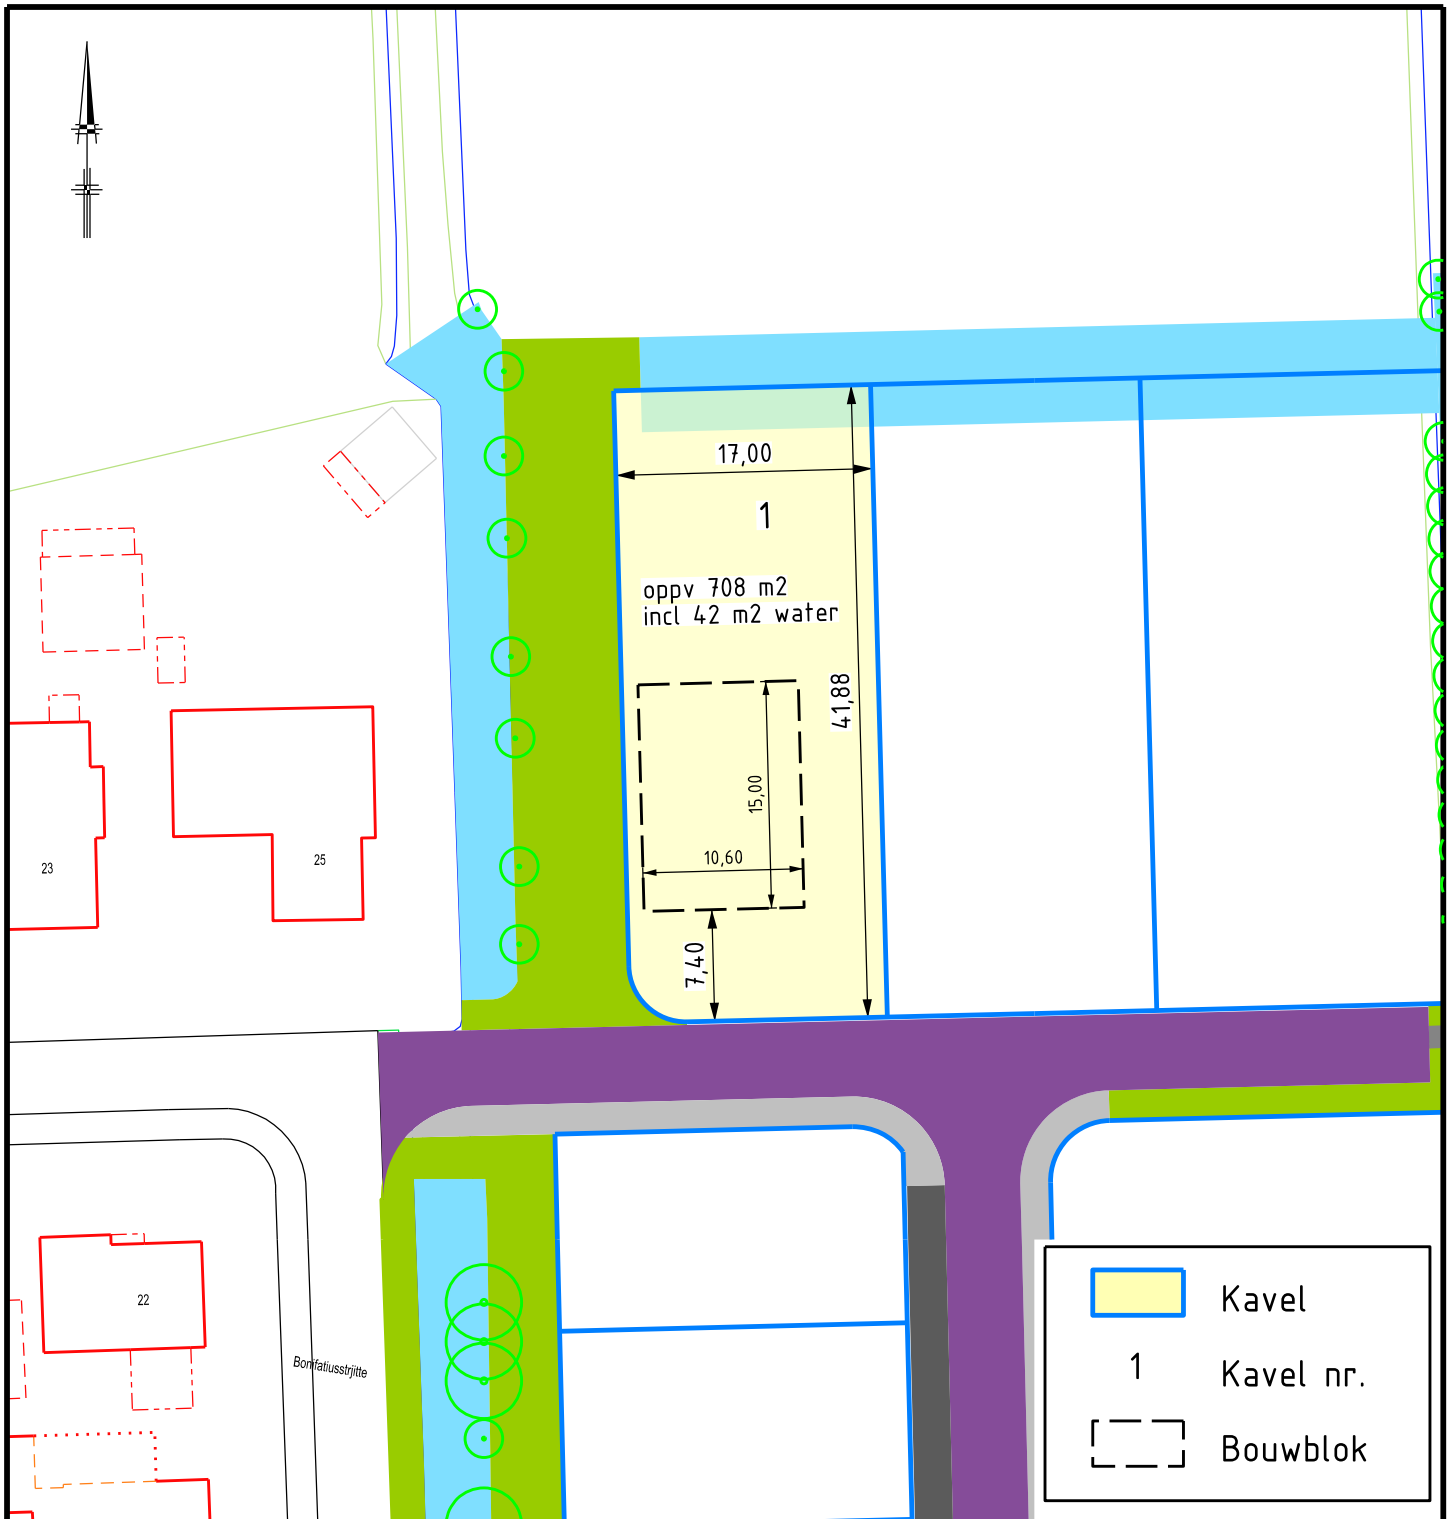 17,00
1
oppv 708 m2
incl 42 m2 water
41,88
15,00
10,60
7,40
23
25
22
Bonifatiusstrjitte
Kavel
1 Kavel nr.
Bouwblok